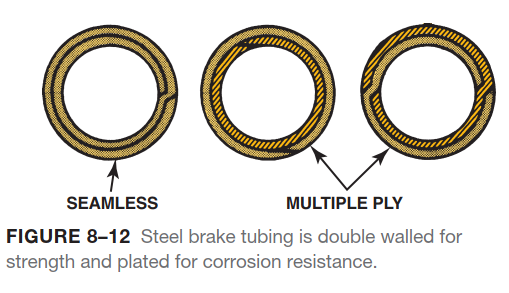 SEAMLESS
MULTIPLE PLY
FIGURE 8–12 Steel brake tubing is double walled for
strength and plated for corrosion resistance.